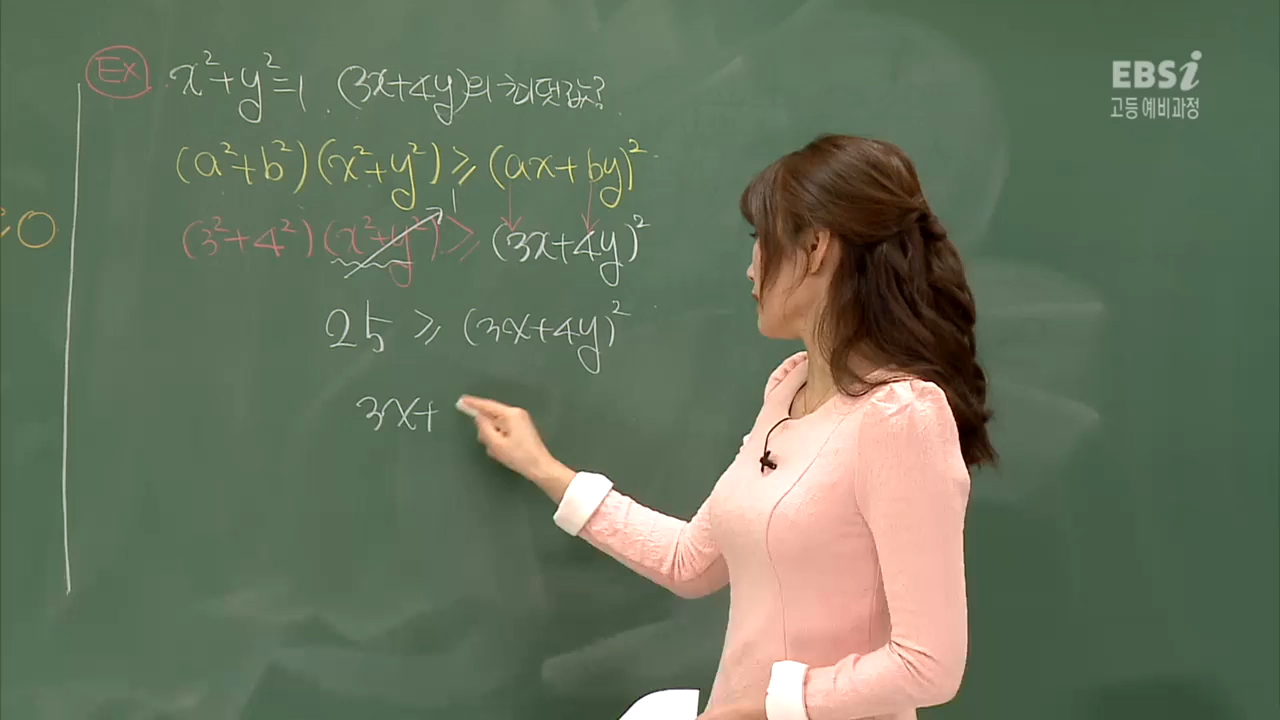 Ex x²+y²=1 (3x+4y)의 최댓값?
(a²+b²)(x²+y²)≥(ax+by)²
1
(3²+4²)(x²+y²)≥(3x+4y)²
25≥(3x+4y)²
3x+
≥0
EBSi
고등 예비과정